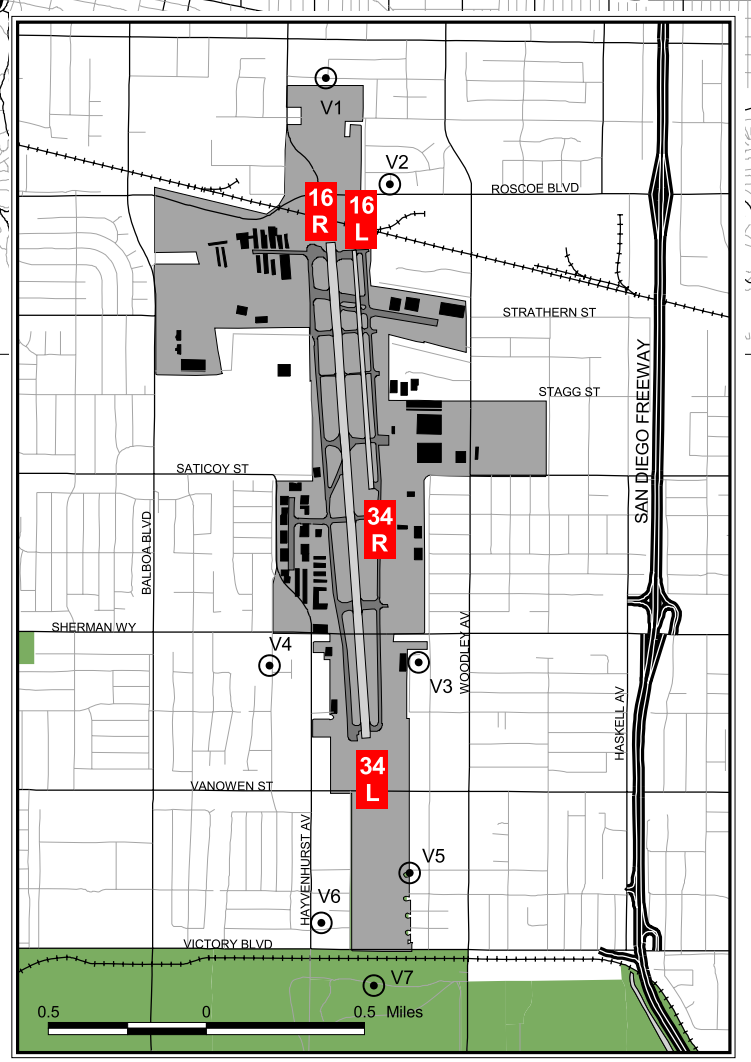 V1
V2
16
R
16
L
ROSCOE BLVD
STRATHERN ST
STAGG ST
SAN DIEGO FREEWAY
SATICOY ST
BALBOA BLVD
34
R
SHERMAN WY
V4
V3
WOODLEY AV
HASKELL AV
34
L
VANOWEN ST
HAYVENHURST AV
V5
V6
VICTORY BLVD
V7
0.5 0 0.5 Miles